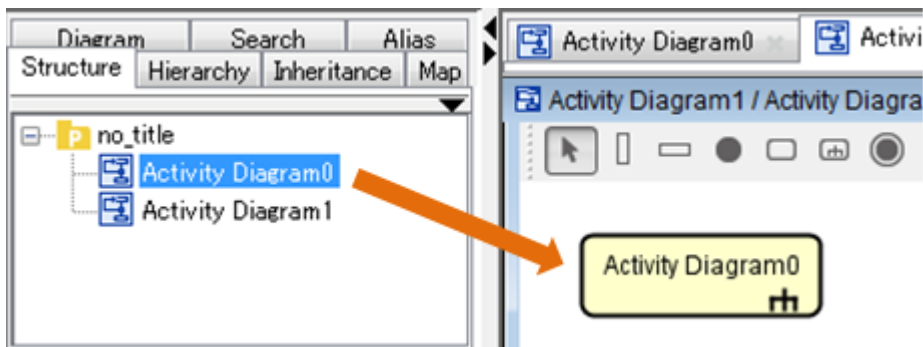 Diagram Search Alias
Structure Hierarchy Inheritance Map
no_title
Activity Diagram0
Activity Diagram1
Activity Diagram0 Activi
Activity Diagram1 / Activity Diagra
Activity Diagram0